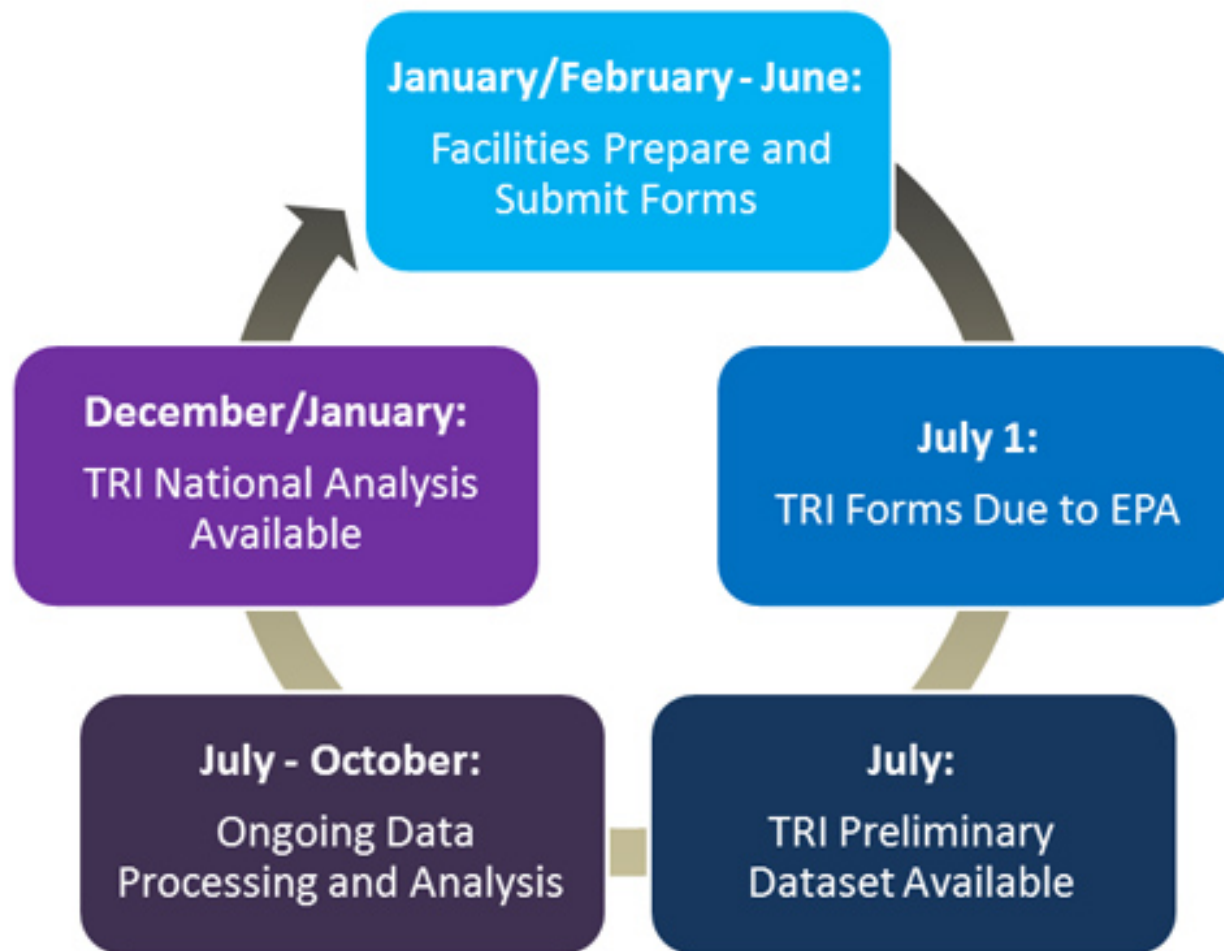 January/February - June:
Facilities Prepare and
Submit Forms
July 1:
TRI Forms Due to EPA
July:
TRI Preliminary
Dataset Available
July - October:
Ongoing Data
Processing and Analysis
December/January:
TRI National Analysis
Available